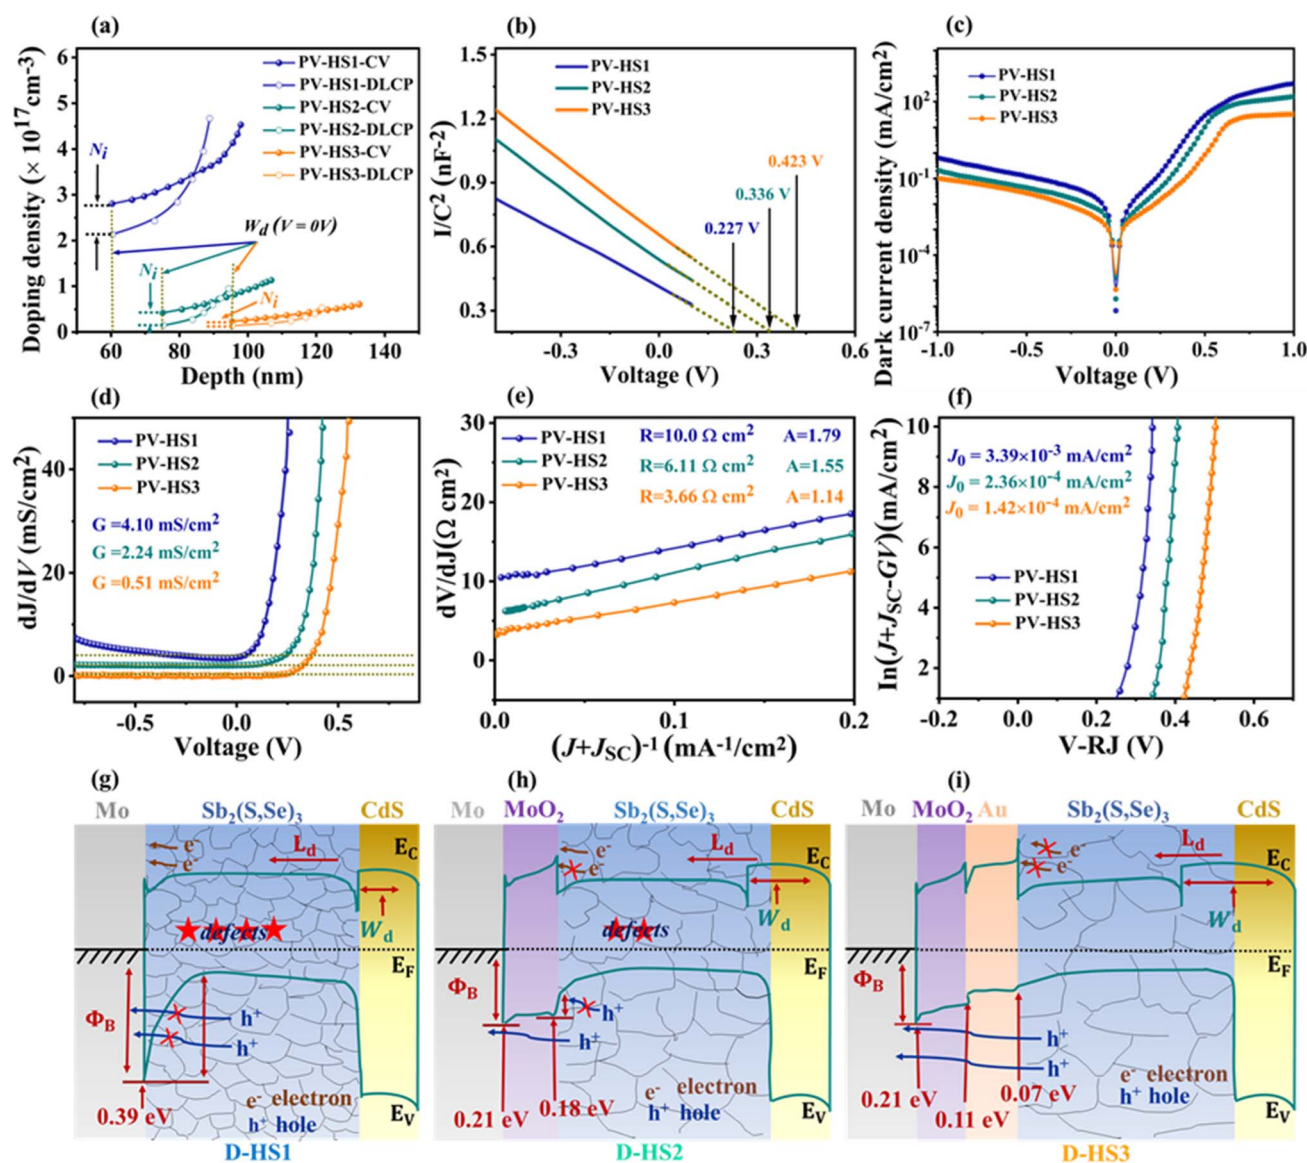 (a)
Doping density (× 10¹⁷cm⁻³)
6
5
4
3
2
1
0
PV-HS1-CV
PV-HS1-DLCP
PV-HS2-CV
PV-HS2-DLCP
PV-HS3-CV
PV-HS3-DLCP
Nᵢ
W_d (V = 0V)
Nᵢ
Nᵢ
60
80
100
120
140
Depth (nm)
(b)
I/C² (nF⁻²)
1.5
1.2
0.9
0.6
0.3
PV-HS1
PV-HS2
PV-HS3
0.423 V
0.336 V
0.227 V
-0.3
0.0
0.3
0.6
Voltage (V)
(c)
Dark current density (mA/cm²)
10²
10⁻¹
10⁻⁴
10⁻⁷
PV-HS1
PV-HS2
PV-HS3
-1.0
-0.5
0.0
0.5
1.0
Voltage (V)
(d)
dJ/dV (mS/cm²)
40
20
0
PV-HS1
PV-HS2
PV-HS3
G =4.10 mS/cm²
G =2.24 mS/cm²
G =0.51 mS/cm²
-0.5
0.0
0.5
Voltage (V)
(e)
dV/dJ(Ω cm²)
30
20
10
0
PV-HS1
PV-HS2
PV-HS3
R=10.0 Ω cm² A=1.79
R=6.11 Ω cm² A=1.55
R=3.66 Ω cm² A=1.14
0.0
0.1
0.2
(J+J_SC)⁻¹ (mA⁻¹/cm²)
(f)
In(J+J_SC-GV)(mA/cm²)
10
8
6
4
2
J₀ = 3.39×10⁻³ mA/cm²
J₀ = 2.36×10⁻⁴ mA/cm²
J₀ = 1.42×10⁻⁴ mA/cm²
PV-HS1
PV-HS2
PV-HS3
-0.2
0.0
0.2
0.4
0.6
V-RJ (V)
(g)
Mo
Sb₂(S,Se)₃
CdS
e⁻
e⁻
L_d
E_C
W_d
defects
E_F
Φ_B
h⁺
h⁺
0.39 eV
e⁻ electron
h⁺ hole
E_V
D-HS1
(h)
Mo
MoO₂
Sb₂(S,Se)₃
CdS
e⁻
e⁻
L_d
E_C
W_d
defects
E_F
Φ_B
h⁺
h⁺
0.21 eV
0.18 eV
e⁻ electron
h⁺ hole
E_V
D-HS2
(i)
Mo
MoO₂
Au
Sb₂(S,Se)₃
CdS
e⁻
e⁻
L_d
E_C
W_d
E_F
Φ_B
h⁺
h⁺
0.21 eV
0.11 eV
0.07 eV
e⁻ electron
h⁺ hole
E_V
D-HS3